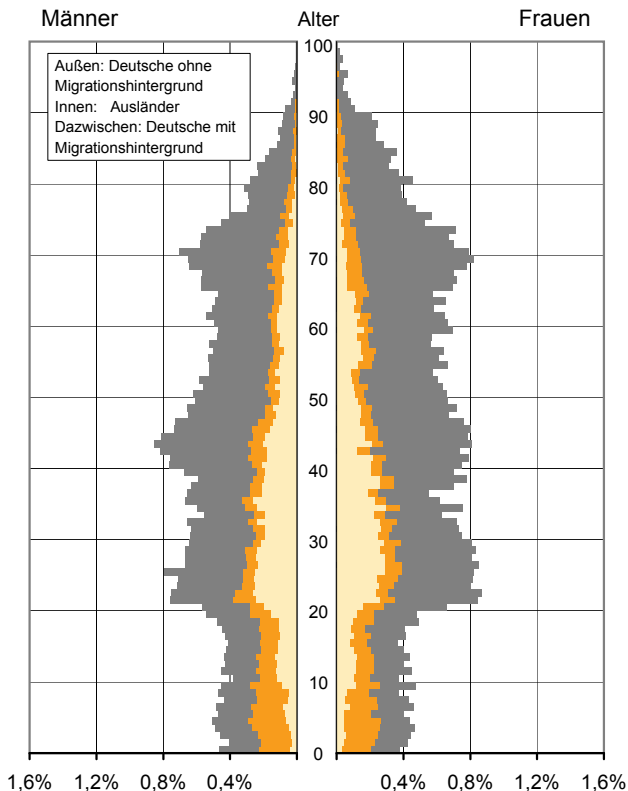 Männer Alter Frauen
Außen: Deutsche ohne
Migrationshintergrund
Innen: Ausländer
Dazwischen: Deutsche mit
Migrationshintergrund
100
90
80
70
60
50
40
30
20
10
0
1,6% 1,2% 0,8% 0,4% 0,4% 0,8% 1,2% 1,6%